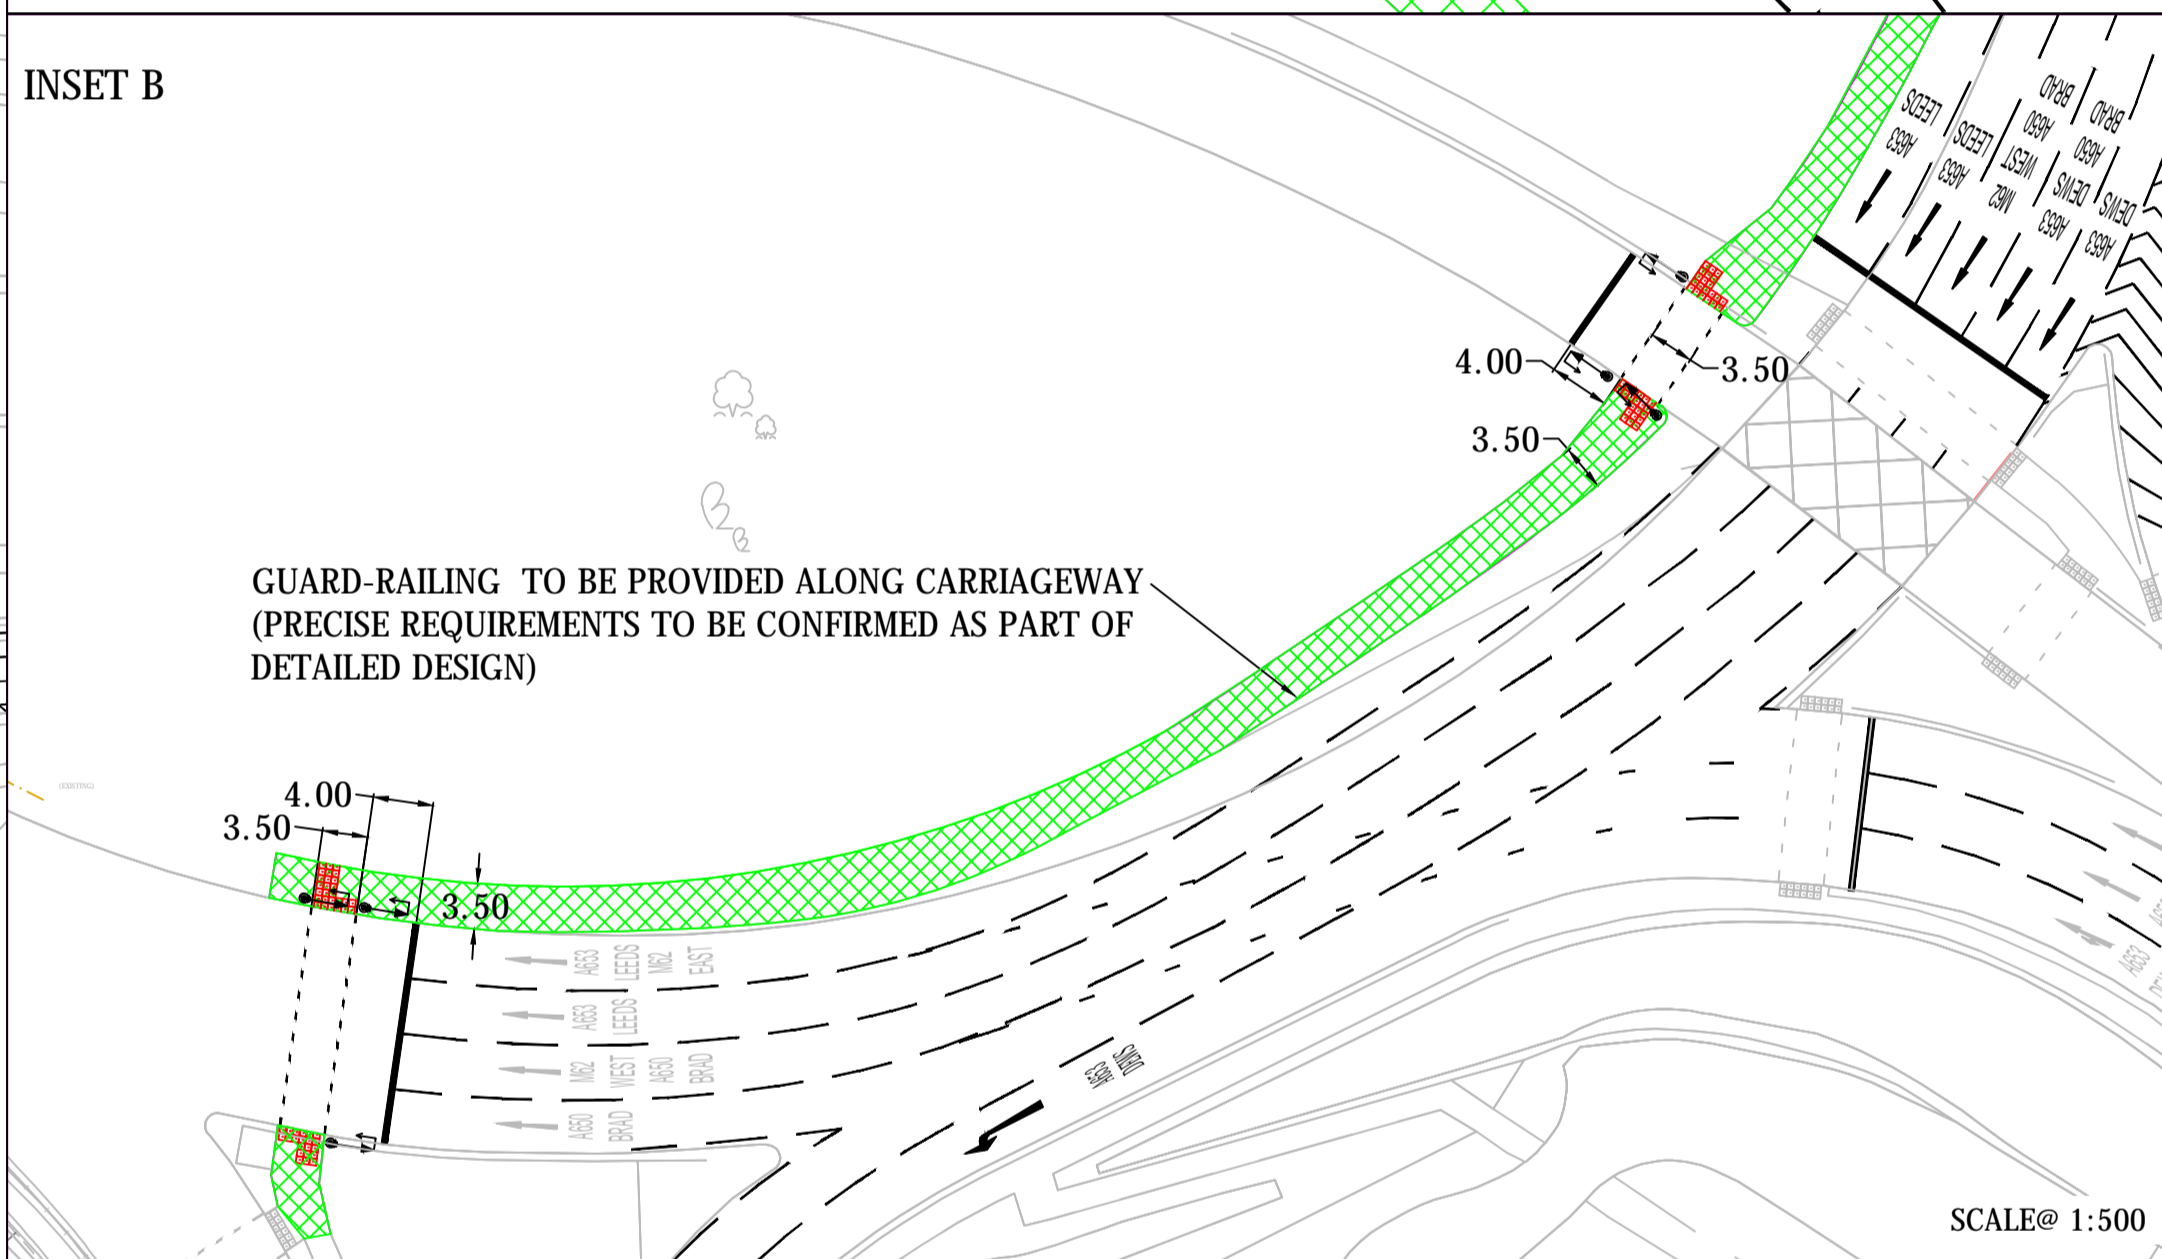 INSET B
LEEDS
A653
LEEDS
A653
BRAD
A650
WEST
M62
BRAD
A650
DEWS
A653
DEWS
A653
4.00
3.50
3.50
GUARD-RAILING TO BE PROVIDED ALONG CARRIAGEWAY
(PRECISE REQUIREMENTS TO BE CONFIRMED AS PART OF
DETAILED DESIGN)
(EXISTING)
4.00
3.50
3.50
A653
LEEDS
M62
EAST
A653
LEEDS
M62
WEST
A650
BRAD
A650
BRAD
A653
DEWS
A653
SCALE@ 1:500